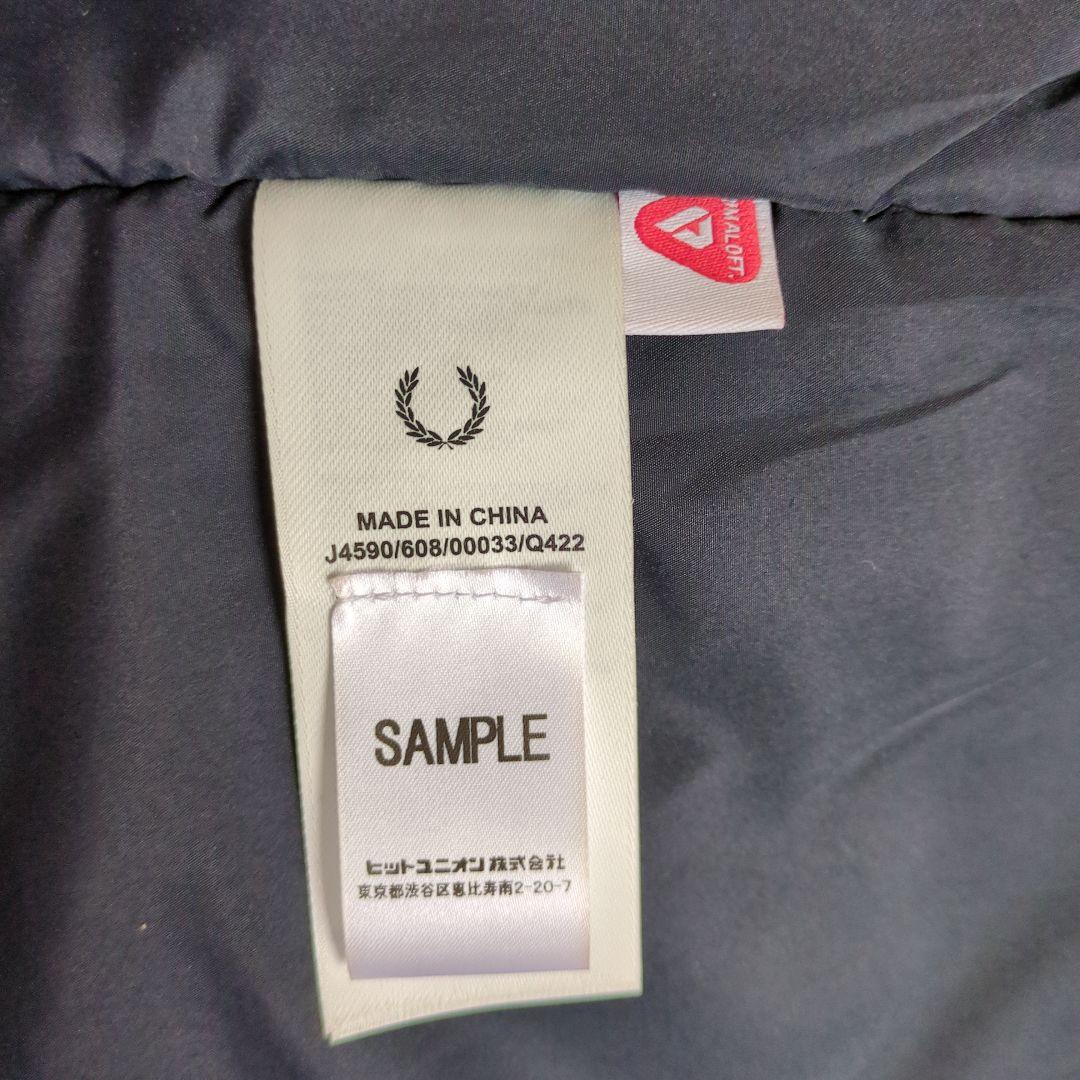 MALOFT.
MADE IN CHINA
J4590/608/00033/Q422
SAMPLE
ヒットユニオン株式会社
東京都渋谷区恵比寿南2-20-7